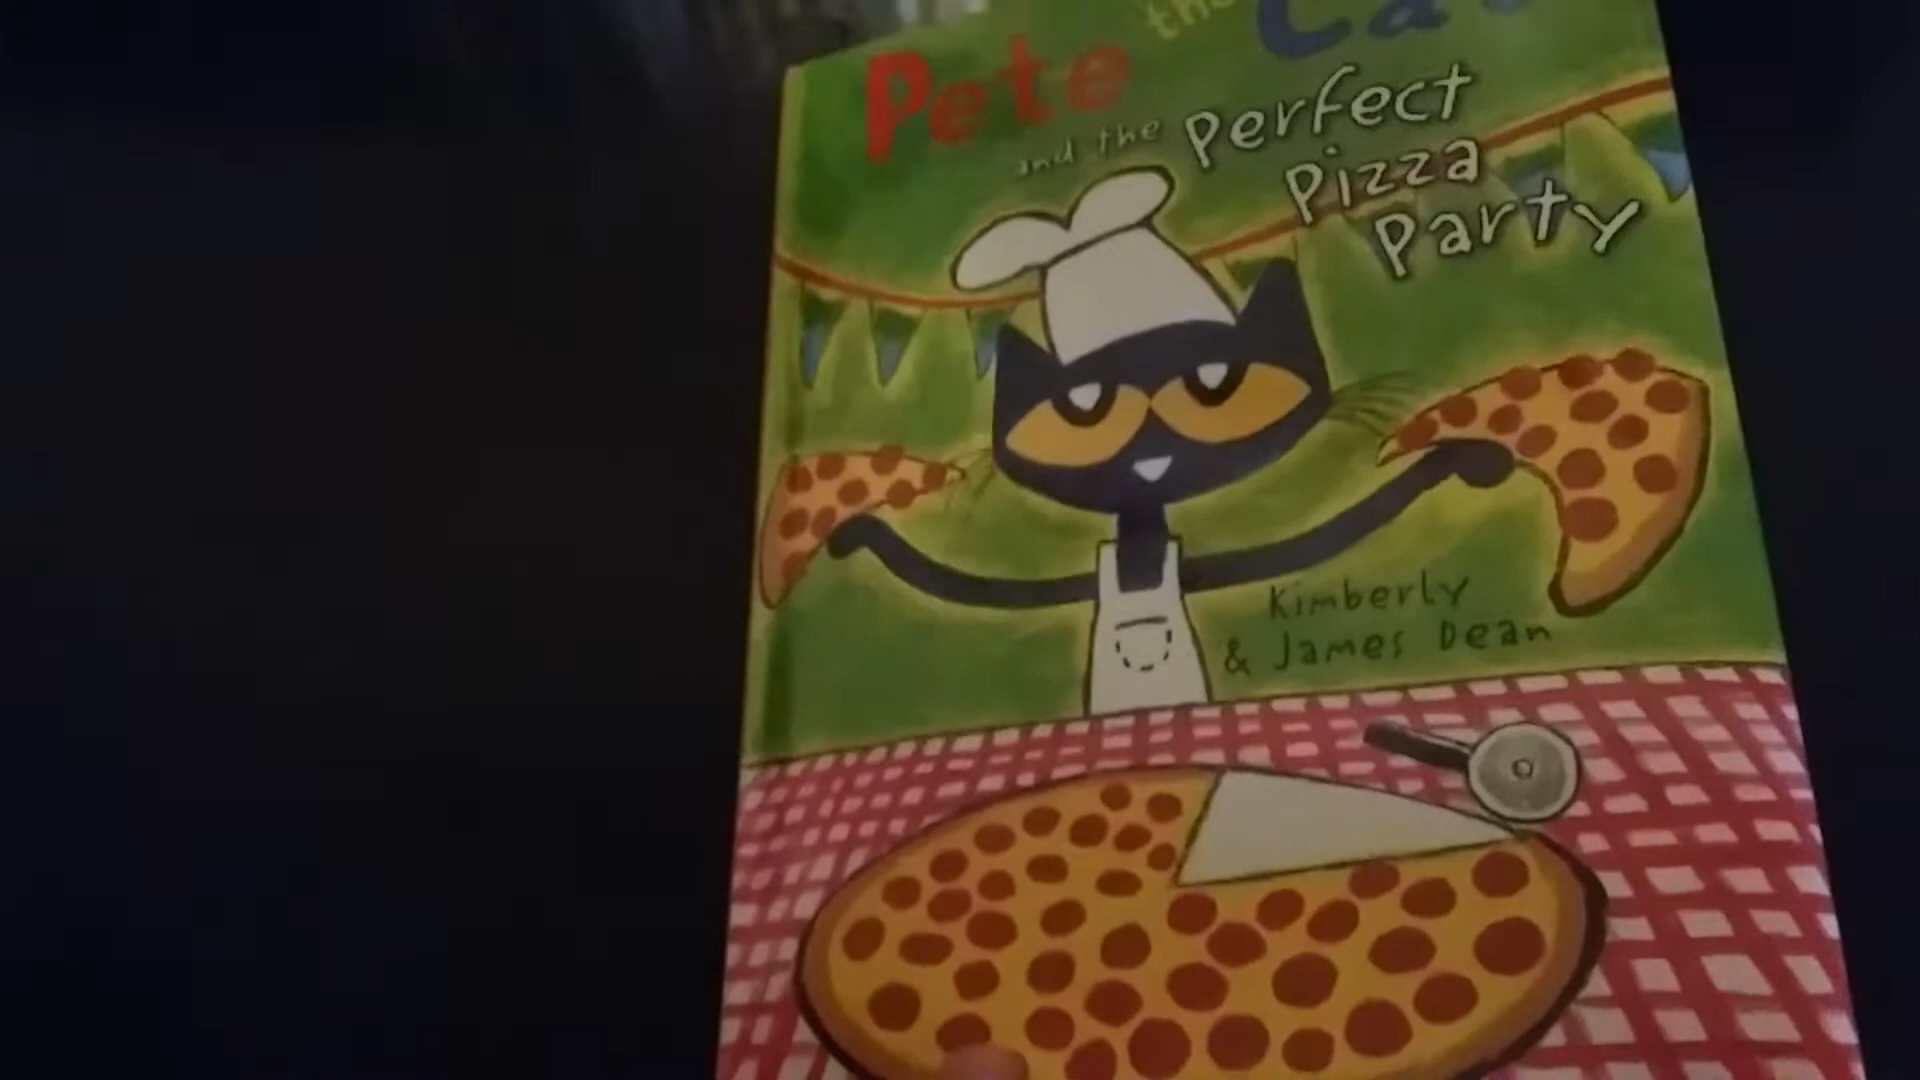 Pete the Cat
and the Perfect
Pizza
Party
Kimberly
& James Dean